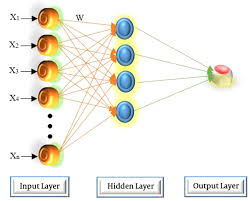 X1
W
X2
X3
X4
Xn
Input Layer
Hidden Layer
Output Layer